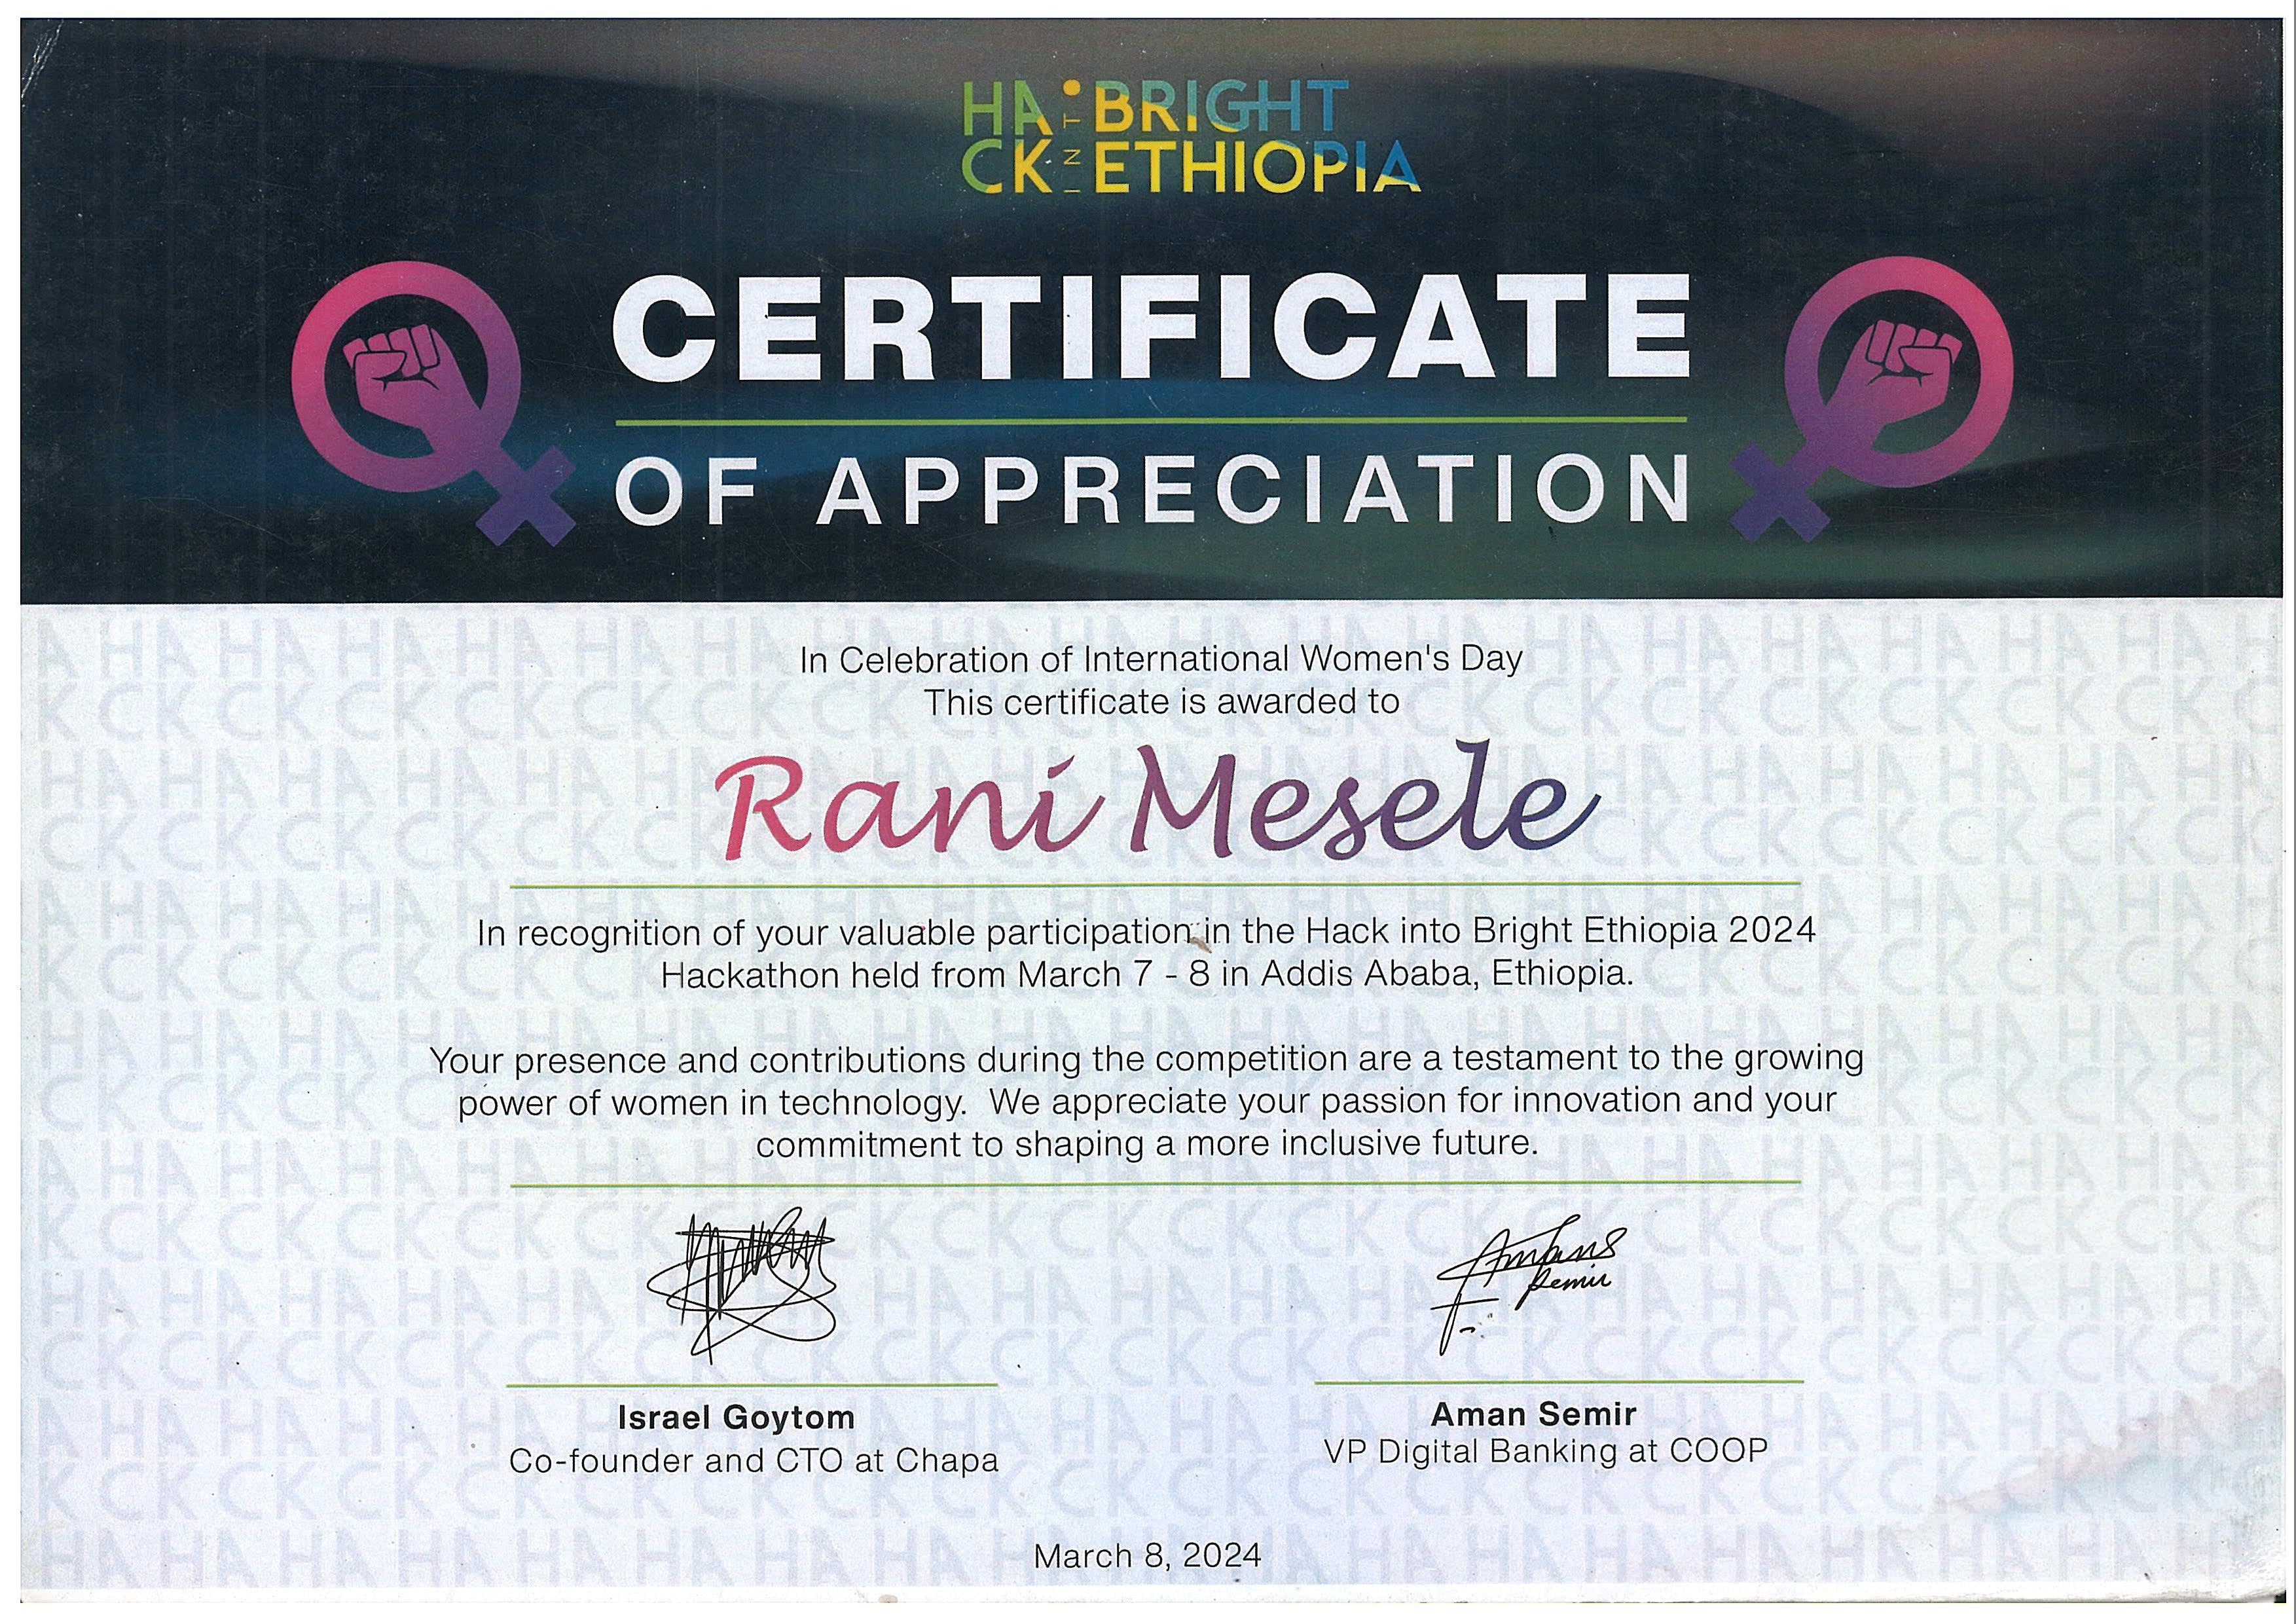 HACK INTO BRIGHT ETHIOPIA
CERTIFICATE
OF APPRECIATION
In Celebration of International Women's Day
This certificate is awarded to
Rani Mesele
In recognition of your valuable participation in the Hack into Bright Ethiopia 2024
Hackathon held from March 7 - 8 in Addis Ababa, Ethiopia.
Your presence and contributions during the competition are a testament to the growing
power of women in technology.  We appreciate your passion for innovation and your
commitment to shaping a more inclusive future.
Semir
Israel Goytom
Aman Semir
Co-founder and CTO at Chapa
VP Digital Banking at COOP
March 8, 2024